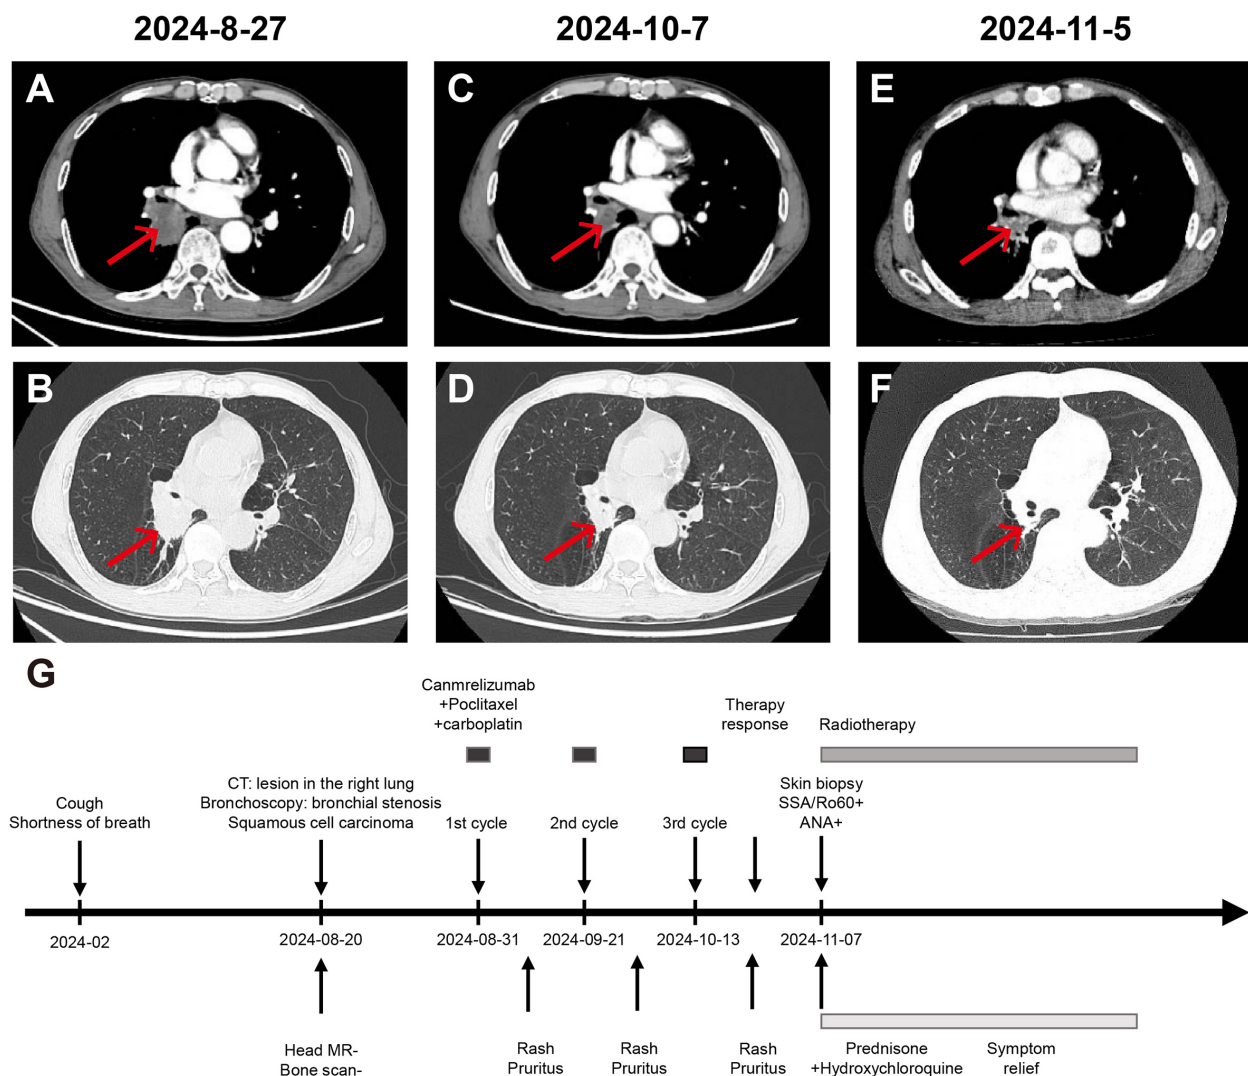 2024-8-27
2024-10-7
2024-11-5
A
C
E
B
D
F
G
Canmrelizumab
+Poclitaxel
+carboplatin
Therapy
response
Radiotherapy
Cough
Shortness of breath
CT: lesion in the right lung
Bronchoscopy: bronchial stenosis
Squamous cell carcinoma
1st cycle
2nd cycle
3rd cycle
Skin biopsy
SSA/Ro60+
ANA+
2024-02
2024-08-20
2024-08-31
2024-09-21
2024-10-13
2024-11-07
Head MR-
Bone scan-
Rash
Pruritus
Rash
Pruritus
Rash
Pruritus
Prednisone
+Hydroxychloroquine
Symptom
relief